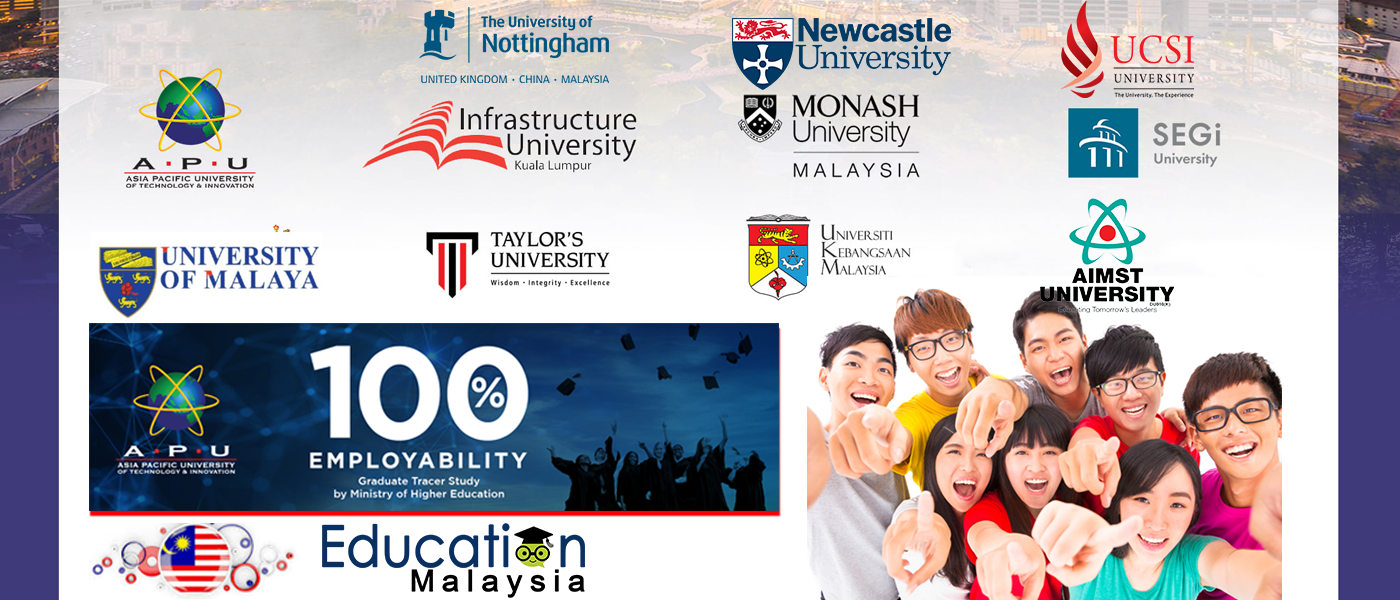 The University of
Nottingham
UNITED KINGDOM · CHINA · MALAYSIA
Newcastle
University
UCSI
UNIVERSITY
The University. The Experience
A · P · U
ASIA PACIFIC UNIVERSITY
OF TECHNOLOGY & INNOVATION
Infrastructure
University
Kuala Lumpur
MONASH
University
MALAYSIA
SEGi
University
UNIVERSITY
OF MALAYA
TAYLOR'S
UNIVERSITY
Wisdom · Integrity · Excellence
UNIVERSITI
KEBANGSAAN
MALAYSIA
AIMST
UNIVERSITY
Tomorrow's Leaders
A · P · U
ASIA PACIFIC UNIVERSITY
OF TECHNOLOGY & INNOVATION
100%
EMPLOYABILITY
Graduate Tracer Study
by Ministry of Higher Education
Education
Malaysia